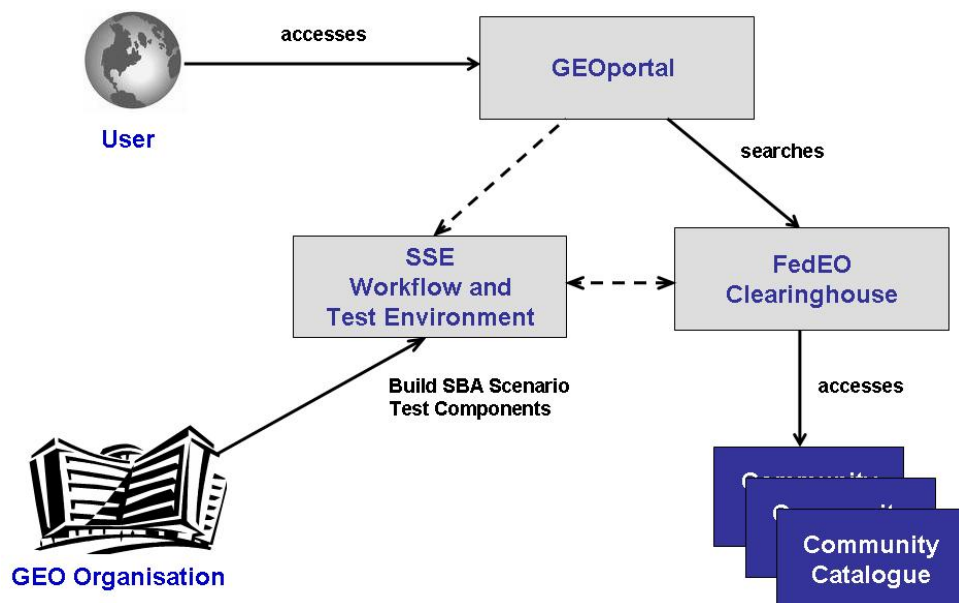 accesses
GEOportal
User
searches
SSE
Workflow and
Test Environment
FedEO
Clearinghouse
Build SBA Scenario
Test Components
accesses
Community
Catalogue
GEO Organisation